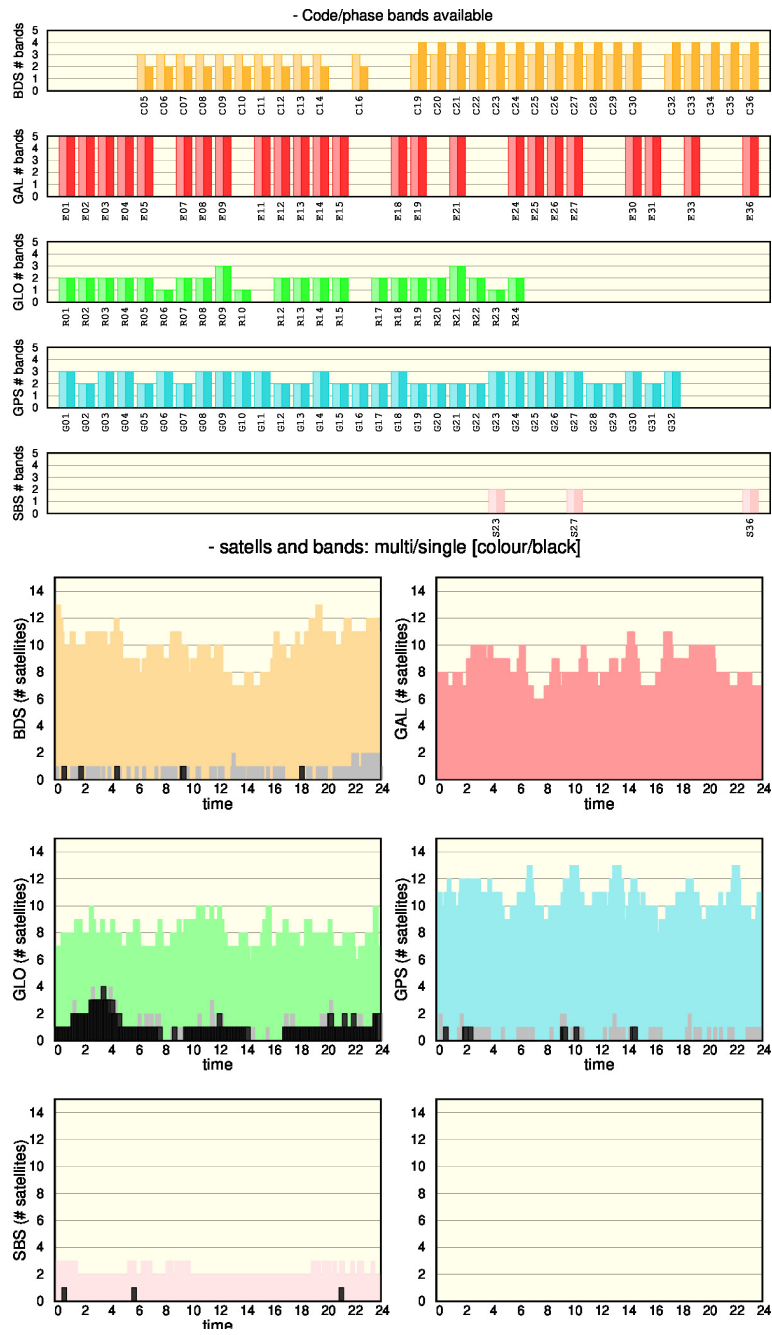 - Code/phase bands available
BDS # bands
5
4
3
2
1
0
C05 C06 C07 C08 C09 C10 C11 C12 C13 C14 C16 C19 C20 C21 C22 C23 C24 C25 C26 C27 C28 C29 C30 C32 C33 C34 C35 C36
GAL # bands
5
4
3
2
1
0
E01 E02 E03 E04 E05 E07 E08 E09 E11 E12 E13 E14 E15 E18 E19 E21 E24 E25 E26 E27 E30 E31 E33 E36
GLO # bands
5
4
3
2
1
0
R01 R02 R03 R04 R05 R06 R07 R08 R09 R10 R12 R13 R14 R15 R17 R18 R19 R20 R21 R22 R23 R24
GPS # bands
5
4
3
2
1
0
G01 G02 G03 G04 G05 G06 G07 G08 G09 G10 G11 G12 G13 G14 G15 G16 G17 G18 G19 G20 G21 G22 G23 G24 G25 G26 G27 G28 G29 G30 G31 G32
SBS # bands
5
4
3
2
1
0
S23 S27 S36
- satells and bands: multi/single [colour/black]
BDS (# satellites)
14
12
10
8
6
4
2
0
0 2 4 6 8 10 12 14 16 18 20 22 24
time
GAL (# satellites)
14
12
10
8
6
4
2
0
0 2 4 6 8 10 12 14 16 18 20 22 24
time
GLO (# satellites)
14
12
10
8
6
4
2
0
0 2 4 6 8 10 12 14 16 18 20 22 24
time
GPS (# satellites)
14
12
10
8
6
4
2
0
0 2 4 6 8 10 12 14 16 18 20 22 24
time
SBS (# satellites)
14
12
10
8
6
4
2
0
0 2 4 6 8 10 12 14 16 18 20 22 24
time
14
12
10
8
6
4
2
0
0 2 4 6 8 10 12 14 16 18 20 22 24